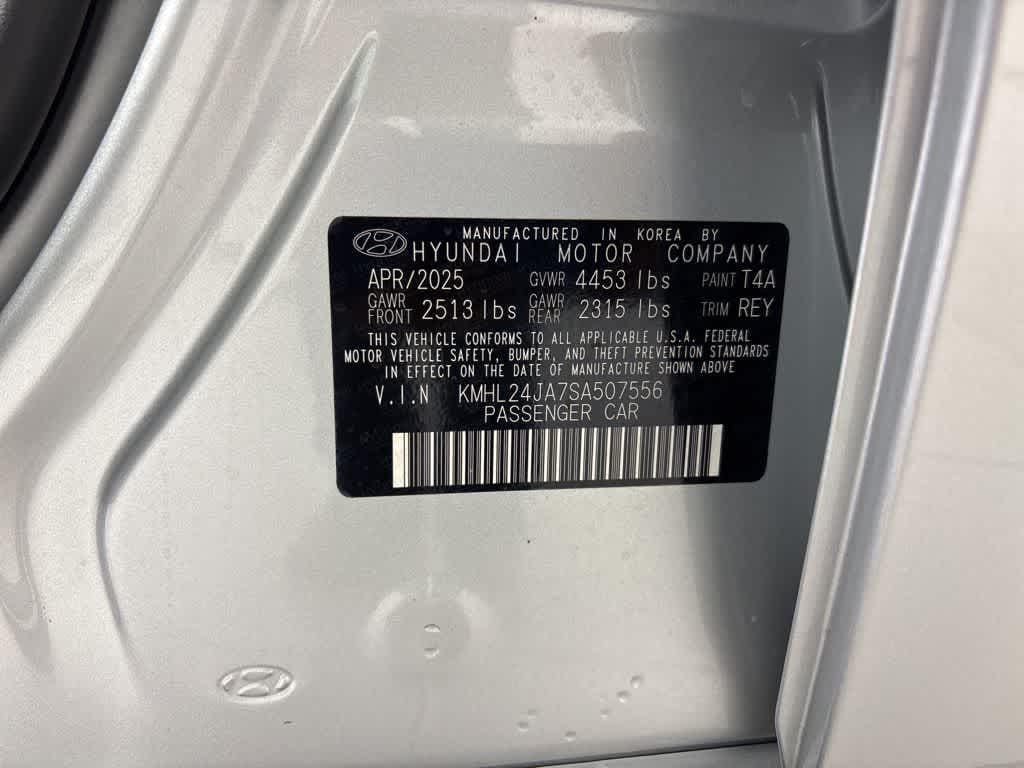 MANUFACTURED IN KOREA BY
HYUNDAI MOTOR COMPANY
APR/2025 GVWR 4453 lbs PAINT T4A
GAWR FRONT 2513 lbs GAWR REAR 2315 lbs TRIM REY
THIS VEHICLE CONFORMS TO ALL APPLICABLE U.S.A. FEDERAL
MOTOR VEHICLE SAFETY, BUMPER, AND THEFT PREVENTION STANDARDS
IN EFFECT ON THE DATE OF MANUFACTURE SHOWN ABOVE
V.I.N KMHL24JA7SA507556
PASSENGER CAR